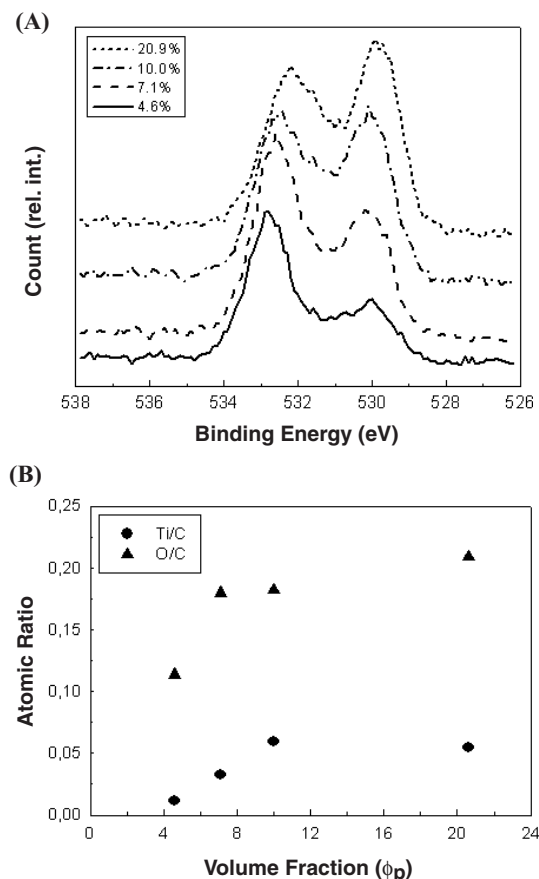 (A)
20.9%
10.0%
7.1%
4.6%
Count (rel. int.)
538 536 534 532 530 528 526
Binding Energy (eV)
(B)
0,25
Ti/C
O/C
0,20
0,15
0,10
0,05
0,00
Atomic Ratio
0 4 8 12 16 20 24
Volume Fraction (ϕp)